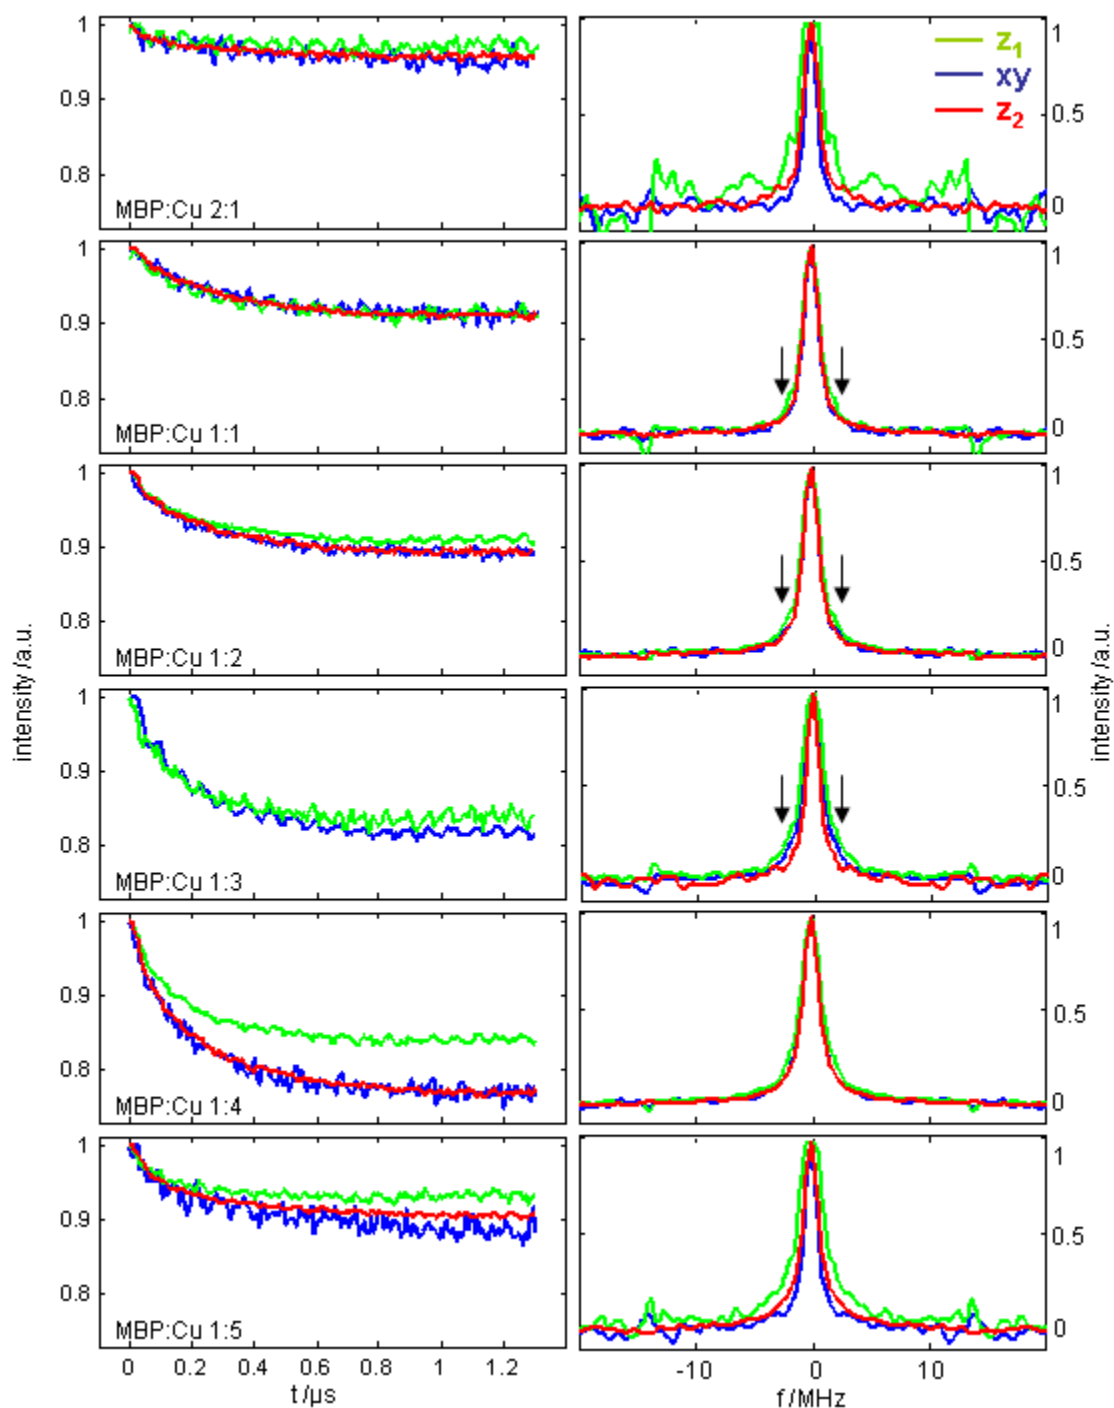 1
0.9
0.8
MBP:Cu 2:1
z1
xy
z2
1
0.5
0
1
0.9
0.8
MBP:Cu 1:1
1
0.5
0
1
0.9
0.8
MBP:Cu 1:2
1
0.5
0
1
0.9
0.8
MBP:Cu 1:3
1
0.5
0
1
0.9
0.8
MBP:Cu 1:4
1
0.5
0
1
0.9
0.8
MBP:Cu 1:5
1
0.5
0
intensity /a.u.
intensity /a.u.
0 0.2 0.4 0.6 0.8 1 1.2
t /µs
-10 0 10
f /MHz